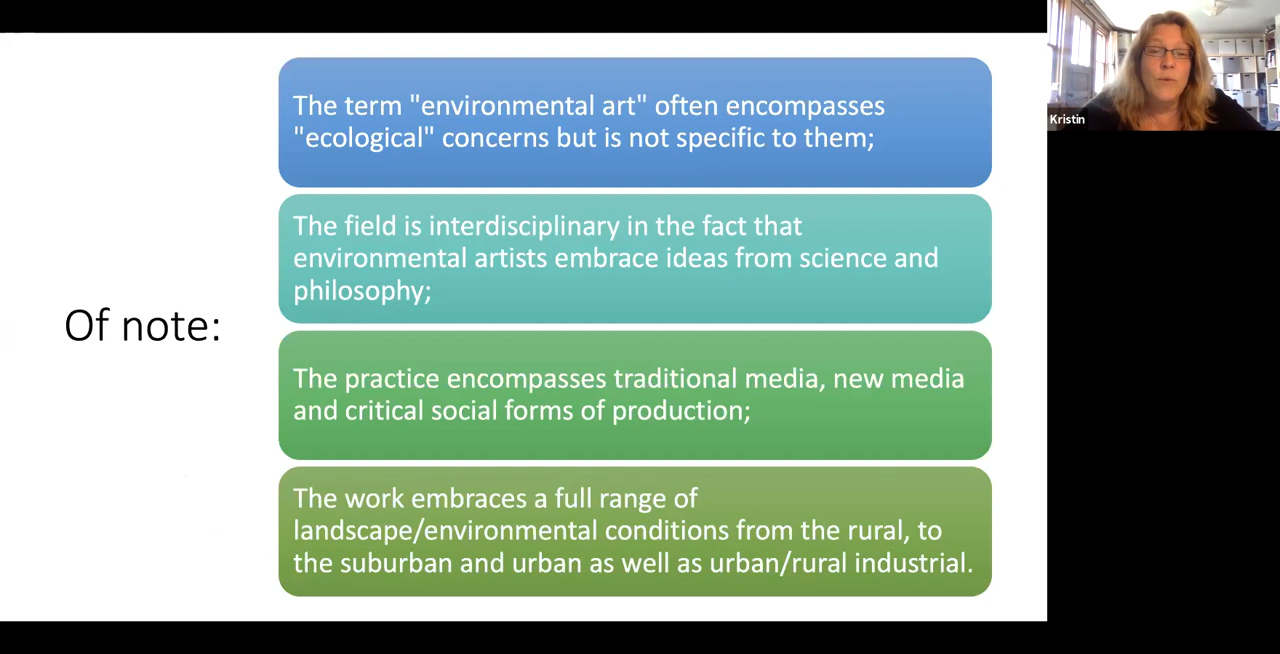 Of note:
The term "environmental art" often encompasses
"ecological" concerns but is not specific to them;
The field is interdisciplinary in the fact that
environmental artists embrace ideas from science and
philosophy;
The practice encompasses traditional media, new media
and critical social forms of production;
The work embraces a full range of
landscape/environmental conditions from the rural, to
the suburban and urban as well as urban/rural industrial.
Kristin